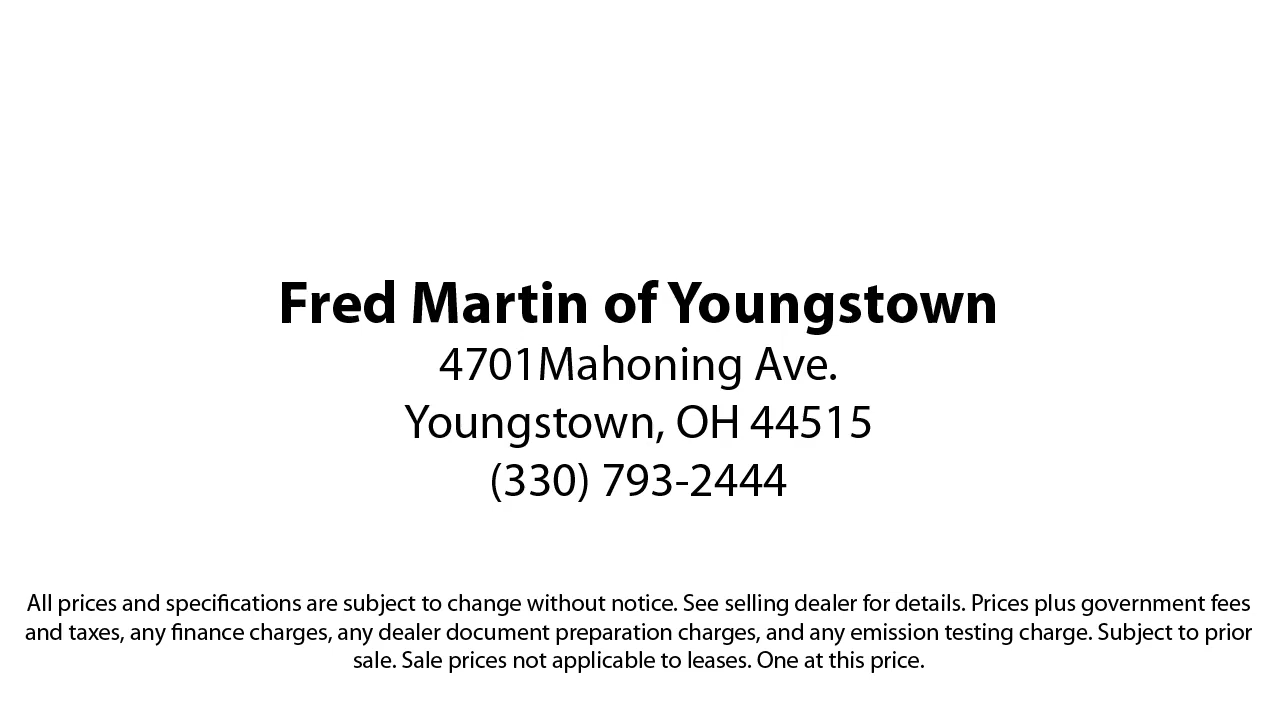 Fred Martin of Youngstown
4701Mahoning Ave.
Youngstown, OH 44515
(330) 793-2444
All prices and specifications are subject to change without notice. See selling dealer for details. Prices plus government fees
and taxes, any finance charges, any dealer document preparation charges, and any emission testing charge. Subject to prior
sale. Sale prices not applicable to leases. One at this price.